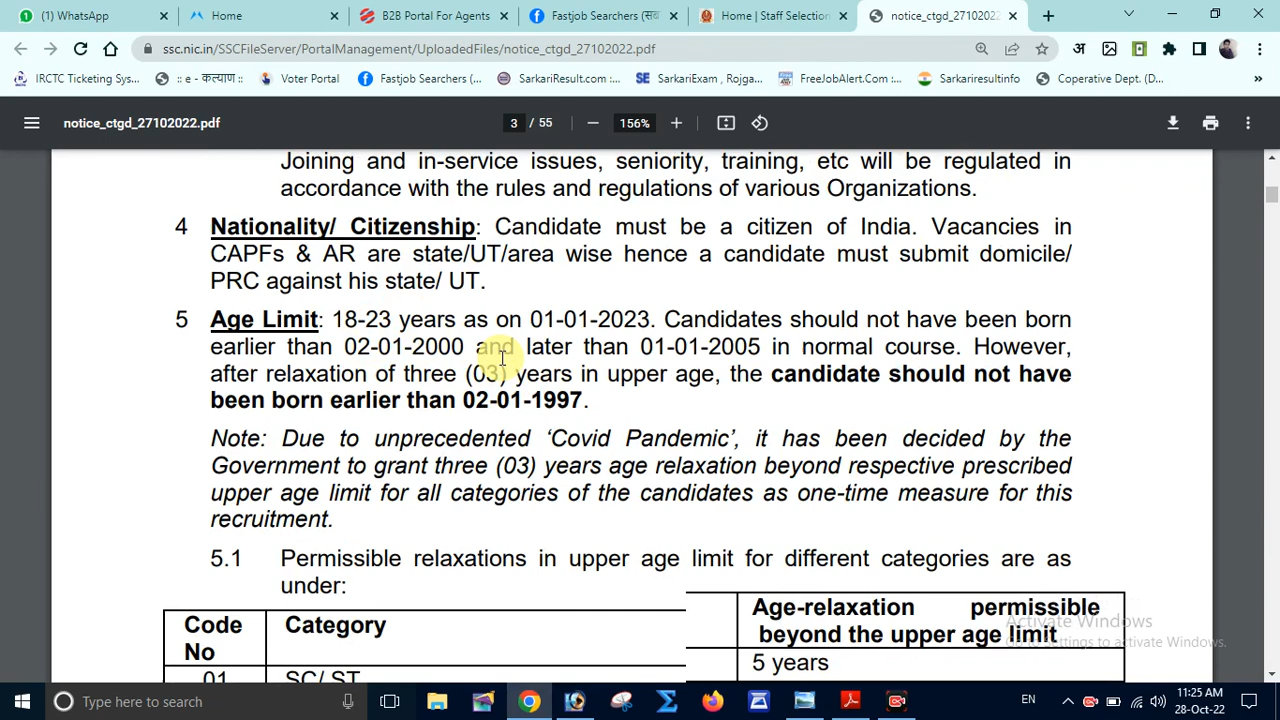 (1) WhatsApp
Home
B2B Portal For Agents
Fastjob Searchers (सच
Home | Staff Selection
notice_ctgd_27102022.pdf
ssc.nic.in/SSCFileServer/PortalManagement/UploadedFiles/notice_ctgd_27102022.pdf
अ
IRCTC Ticketing Sys...
:: e - कल्याण ::
Voter Portal
Fastjob Searchers (...
SarkariResult.com :...
SE SarkariExam , Rojga...
FreeJobAlert.Com :...
Sarkariresultinfo
Coperative Dept. (D...
»
notice_ctgd_27102022.pdf
3 / 55
156%
Joining and in-service issues, seniority, training, etc will be regulated in
accordance with the rules and regulations of various Organizations.
4 Nationality/ Citizenship: Candidate must be a citizen of India. Vacancies in
CAPFs & AR are state/UT/area wise hence a candidate must submit domicile/
PRC against his state/ UT.
5 Age Limit: 18-23 years as on 01-01-2023. Candidates should not have been born
earlier than 02-01-2000 and later than 01-01-2005 in normal course. However,
after relaxation of three (03) years in upper age, the candidate should not have
been born earlier than 02-01-1997.
Note: Due to unprecedented ‘Covid Pandemic’, it has been decided by the
Government to grant three (03) years age relaxation beyond respective prescribed
upper age limit for all categories of the candidates as one-time measure for this
recruitment.
5.1 Permissible relaxations in upper age limit for different categories are as
under:
Code
No
Category
Age-relaxation permissible
beyond the upper age limit
01
SC/ ST
5 years
Activate Windows
Go to Settings to activate Windows.
Type here to search
EN
11:25 AM
28-Oct-22